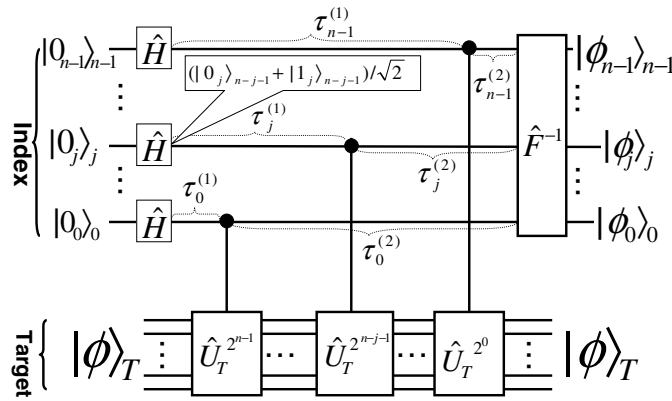 τ_{n-1}^{(1)}
|0_{n-1}⟩_{n-1} Ĥ |ϕ_{n-1}⟩_{n-1}
(|0_j⟩_{n-j-1} + |1_j⟩_{n-j-1})/√2 τ_{n-1}^{(2)}
⋮ ⋮
τ_j^{(1)}
Index |0_j⟩_j Ĥ F̂^{-1} |ϕ_j⟩_j
τ_j^{(2)}
⋮ τ_0^{(1)} ⋮
|0_0⟩_0 Ĥ |ϕ_0⟩_0
τ_0^{(2)}
Target |ϕ⟩_T ⋮ Û_T^{2^{n-1}} ⋯ Û_T^{2^{n-j-1}} ⋯ Û_T^{2^0} ⋮ |ϕ⟩_T